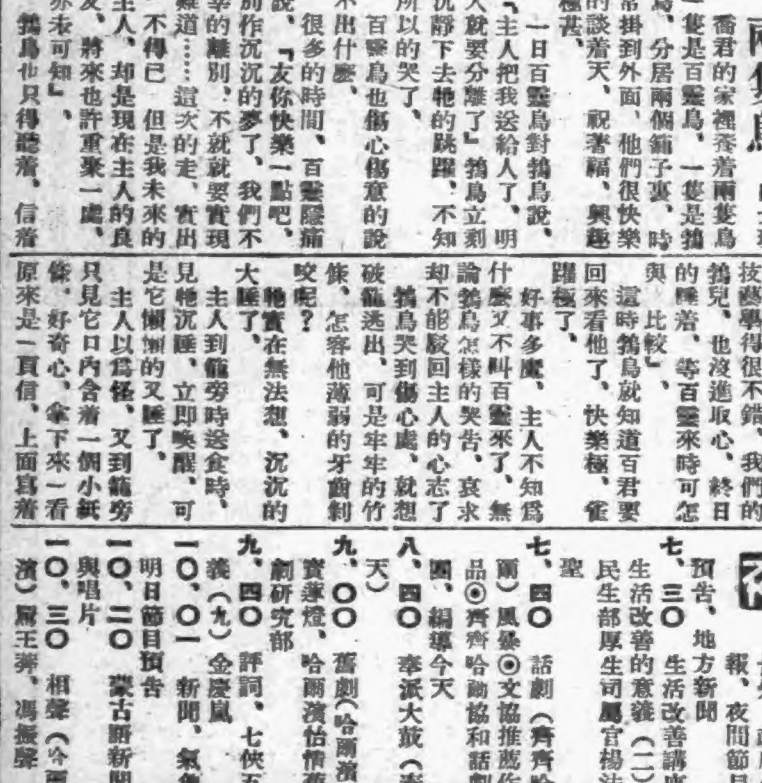 兩隻鳥
喬君的家裡養着兩隻鳥
一隻是百靈鳥、一隻是鴉
鳥、分居兩個籠子裏、時
常掛到外面、他們很快樂
的談着天、祝著福、興趣
極甚、
一日百靈鳥對鴉鳥說、
『主人把我送給人了、明
天就要分離了』鴉鳥立刻
沉靜下去牠的跳躍、不知
所以的哭了、
百靈鳥也傷心傷意的說
不出什麼、
很多的時間、百靈隱痛
說、『友你快樂一點吧、
別作沉沉的夢了、我們不
幸的離別、不就就要實現
難道……這次的走、實出
不得已 但是我未來的
主人、却是現在主人的良
友、將來也許重聚一處、
亦未可知』、
鴉鳥也只得聽着、信着
技藝學得很不錯、我們的
鴉兒、也沒進取心、終日
的睡着、等百靈來時可怎
與 比較』、
這時鴉鳥就知道百君要
回來看他了、快樂極、雀
躍極了、
好事多磨、主人不知爲
什麼又不叫百靈來了、無
論鴉鳥怎樣的哭告、哀求
却不能駁回主人的心志了
鴉鳥哭到傷心處、就想
破籠逃出、可是牢牢的竹
條、怎容他薄弱的牙齒制
咬呢？
牠實在無法想、沉沉的
大睡了、
主人到籠旁時送食時、
見牠沉睡、立即喚醒、可
是它懶懶的又睡了、
主人以爲怪、又到籠旁
只見它口內含着一個小紙
條、好奇心、拿下來一看
原來是一頁信、上面寫着
報、夜間節目
預告、地方新聞
七、三〇 生活改善講座
生活改善的意義（二）
民生部厚生司屬官楊
聖
七、四〇 話劇（齊齊哈
爾）風暴◎文協推薦作
品◎齊齊哈爾協和話劇
團、編導今天
八、四〇 奉派大鼓（奉
天）
九、〇〇 舊劇（哈爾濱
寶蓮燈、哈爾濱怡情舊
劇研究部
九、四〇 評詞、七俠五
義（九）金慶嵐
一〇、〇一 新聞、氣象
明日節目預告
一〇、二〇 蒙古語新聞
與唱片
一〇、三〇 相聲（哈爾
濱）厨王弄、馮振聲